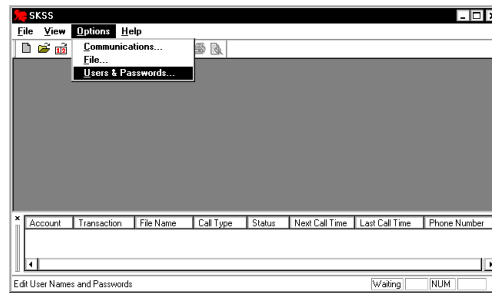 SKSS
File View Options Help
Communications...
File...
Users & Passwords...
Account Transaction File Name Call Type Status Next Call Time Last Call Time Phone Number
Edit User Names and Passwords Waiting NUM